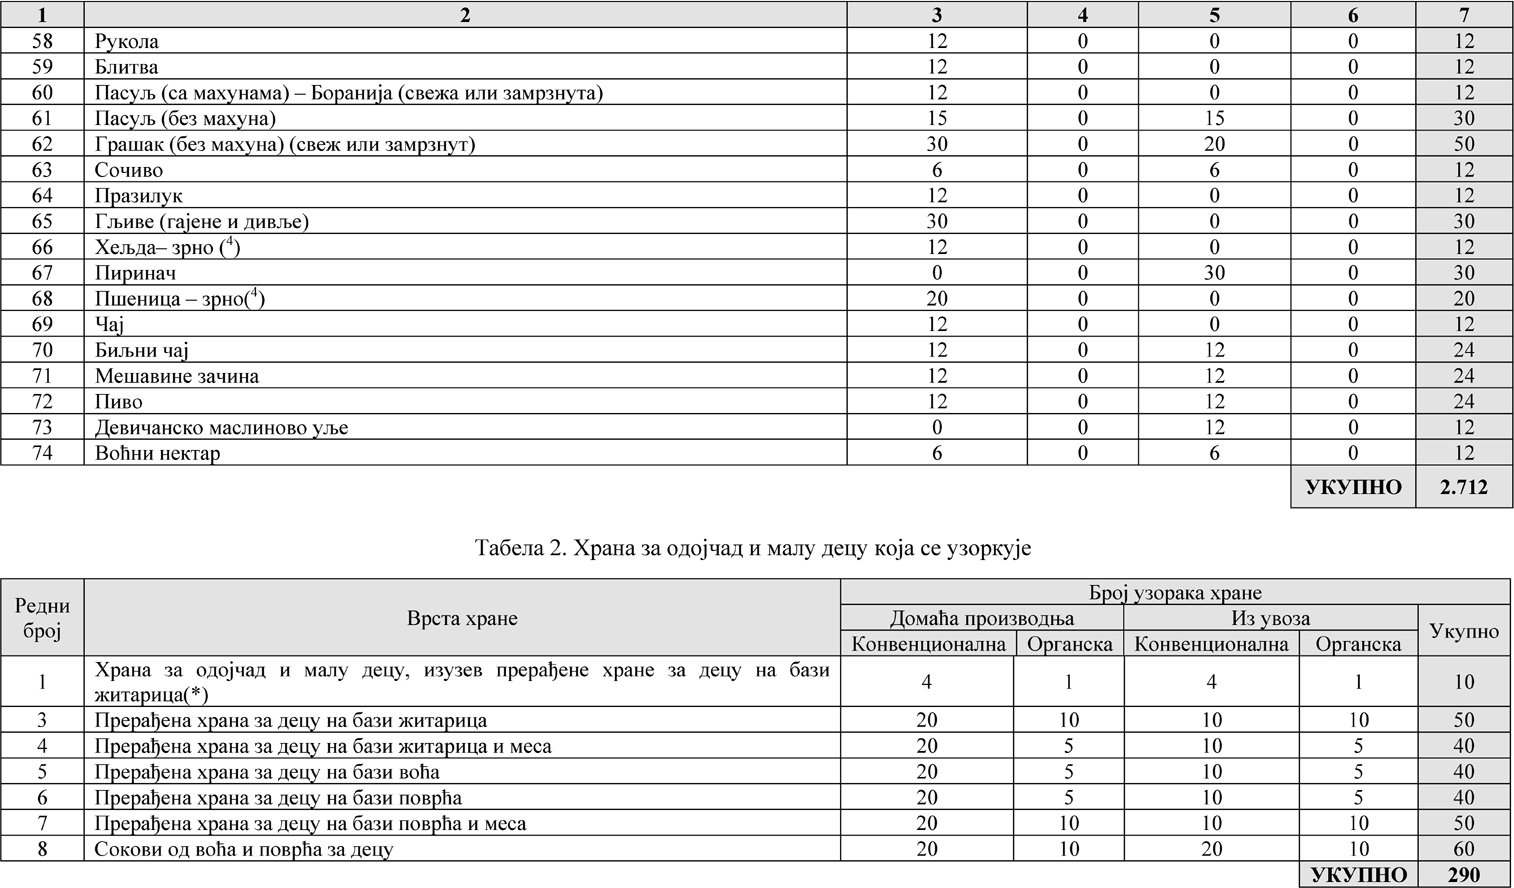 1 2 3 4 5 6 7
58 Рукола 12 0 0 0 12
59 Блитва 12 0 0 0 12
60 Пасуљ (са махунама) – Боранија (свежа или замрзнута) 12 0 0 0 12
61 Пасуљ (без махуна) 15 0 15 0 30
62 Грашак (без махуна) (свеж или замрзнут) 30 0 20 0 50
63 Сочиво 6 0 6 0 12
64 Празилук 12 0 0 0 12
65 Гљиве (гајене и дивље) 30 0 0 0 30
66 Хељда– зрно (4) 12 0 0 0 12
67 Пиринач 0 0 30 0 30
68 Пшеница – зрно(4) 20 0 0 0 20
69 Чај 12 0 0 0 12
70 Биљни чај 12 0 12 0 24
71 Мешавине зачина 12 0 12 0 24
72 Пиво 12 0 12 0 24
73 Девичанско маслиново уље 0 0 12 0 12
74 Воћни нектар 6 0 6 0 12
УКУПНО 2.712
Табела 2. Храна за одојчад и малу децу која се узоркује
Редни број Врста хране Број узорака хране
Домаћа производња Из увоза Укупно
Конвенционална Органска Конвенционална Органска
1 Храна за одојчад и малу децу, изузев прерађене хране за децу на бази
житарица(*) 4 1 4 1 10
3 Прерађена храна за децу на бази житарица 20 10 10 10 50
4 Прерађена храна за децу на бази житарица и меса 20 5 10 5 40
5 Прерађена храна за децу на бази воћа 20 5 10 5 40
6 Прерађена храна за децу на бази поврћа 20 5 10 5 40
7 Прерађена храна за децу на бази поврћа и меса 20 10 10 10 50
8 Сокови од воћа и поврћа за децу 20 10 20 10 60
УКУПНО 290